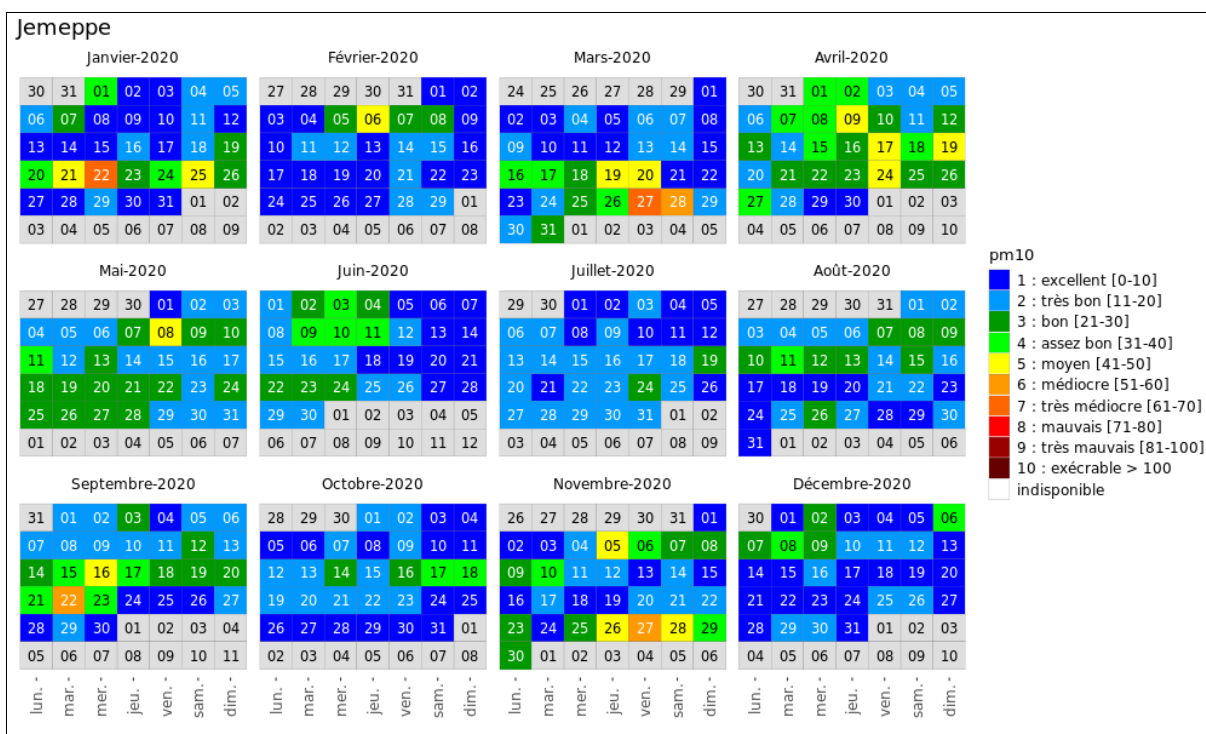 Jemeppe
Janvier-2020 Février-2020 Mars-2020 Avril-2020
30 31 01 02 03 04 05 27 28 29 30 31 01 02 24 25 26 27 28 29 01 30 31 01 02 03 04 05
06 07 08 09 10 11 12 03 04 05 06 07 08 09 02 03 04 05 06 07 08 06 07 08 09 10 11 12
13 14 15 16 17 18 19 10 11 12 13 14 15 16 09 10 11 12 13 14 15 13 14 15 16 17 18 19
20 21 22 23 24 25 26 17 18 19 20 21 22 23 16 17 18 19 20 21 22 20 21 22 23 24 25 26
27 28 29 30 31 01 02 24 25 26 27 28 29 01 23 24 25 26 27 28 29 27 28 29 30 01 02 03
03 04 05 06 07 08 09 02 03 04 05 06 07 08 30 31 01 02 03 04 05 04 05 06 07 08 09 10
Mai-2020 Juin-2020 Juillet-2020 Août-2020
27 28 29 30 01 02 03 01 02 03 04 05 06 07 29 30 01 02 03 04 05 27 28 29 30 31 01 02
04 05 06 07 08 09 10 08 09 10 11 12 13 14 06 07 08 09 10 11 12 03 04 05 06 07 08 09
11 12 13 14 15 16 17 15 16 17 18 19 20 21 13 14 15 16 17 18 19 10 11 12 13 14 15 16
18 19 20 21 22 23 24 22 23 24 25 26 27 28 20 21 22 23 24 25 26 17 18 19 20 21 22 23
25 26 27 28 29 30 31 29 30 01 02 03 04 05 27 28 29 30 31 01 02 24 25 26 27 28 29 30
01 02 03 04 05 06 07 06 07 08 09 10 11 12 03 04 05 06 07 08 09 31 01 02 03 04 05 06
Septembre-2020 Octobre-2020 Novembre-2020 Décembre-2020
31 01 02 03 04 05 06 28 29 30 01 02 03 04 26 27 28 29 30 31 01 30 01 02 03 04 05 06
07 08 09 10 11 12 13 05 06 07 08 09 10 11 02 03 04 05 06 07 08 07 08 09 10 11 12 13
14 15 16 17 18 19 20 12 13 14 15 16 17 18 09 10 11 12 13 14 15 14 15 16 17 18 19 20
21 22 23 24 25 26 27 19 20 21 22 23 24 25 16 17 18 19 20 21 22 21 22 23 24 25 26 27
28 29 30 01 02 03 04 26 27 28 29 30 31 01 23 24 25 26 27 28 29 28 29 30 31 01 02 03
05 06 07 08 09 10 11 02 03 04 05 06 07 08 30 01 02 03 04 05 06 04 05 06 07 08 09 10
lun. - mar. - mer. - jeu. - ven. - sam. - dim. - lun. - mar. - mer. - jeu. - ven. - sam. - dim. - lun. - mar. - mer. - jeu. - ven. - sam. - dim. - lun. - mar. - mer. - jeu. - ven. - sam. - dim. -
pm10
1 : excellent [0-10]
2 : très bon [11-20]
3 : bon [21-30]
4 : assez bon [31-40]
5 : moyen [41-50]
6 : médiocre [51-60]
7 : très médiocre [61-70]
8 : mauvais [71-80]
9 : très mauvais [81-100]
10 : exécrable > 100
indisponible